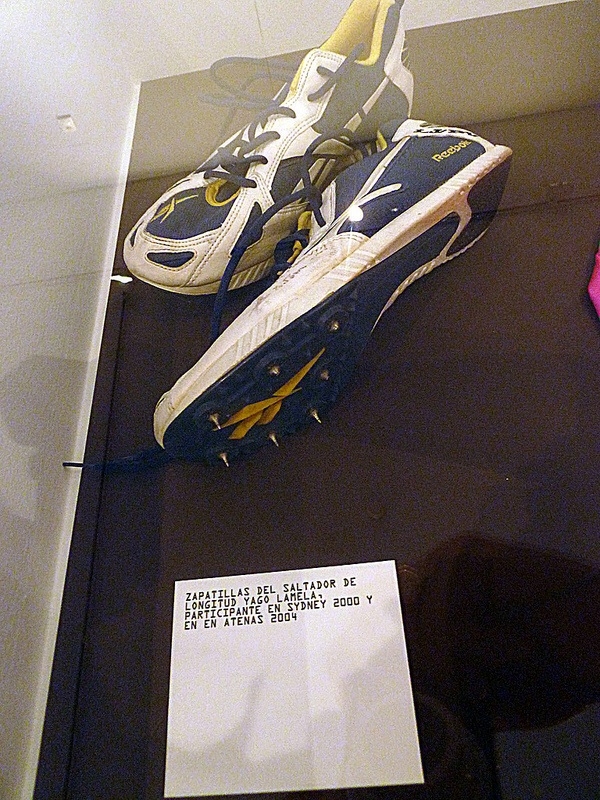 Reebok
ZAPATILLAS DEL SALTADOR DE
LONGITUD YAGO LAMELA,
PARTICIPANTE EN SYDNEY 2000 Y
EN EN ATENAS 2004